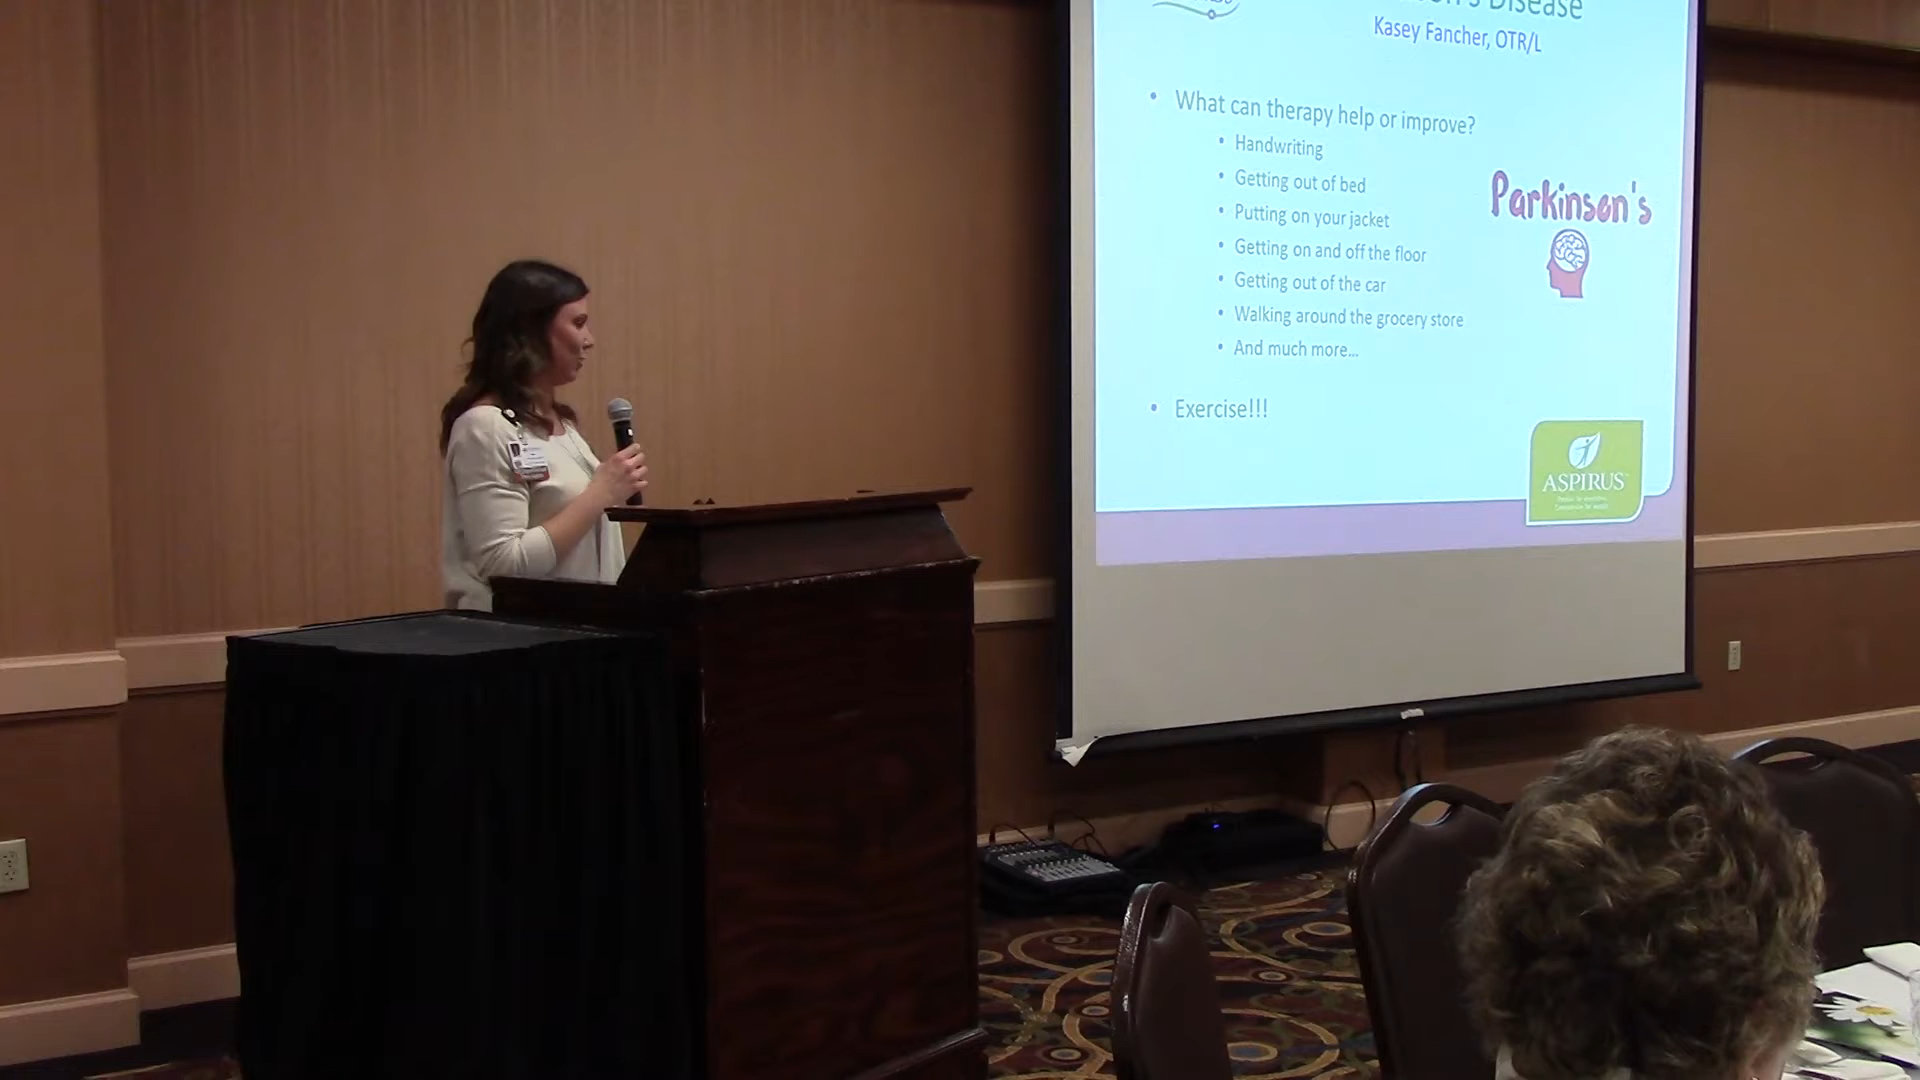 Disease
Kasey Fancher, OTR/L
• What can therapy help or improve?
• Handwriting
• Getting out of bed
• Putting on your jacket
• Getting on and off the floor
• Getting out of the car
• Walking around the grocery store
• And much more...
• Exercise!!!
Parkinson's
ASPIRUS